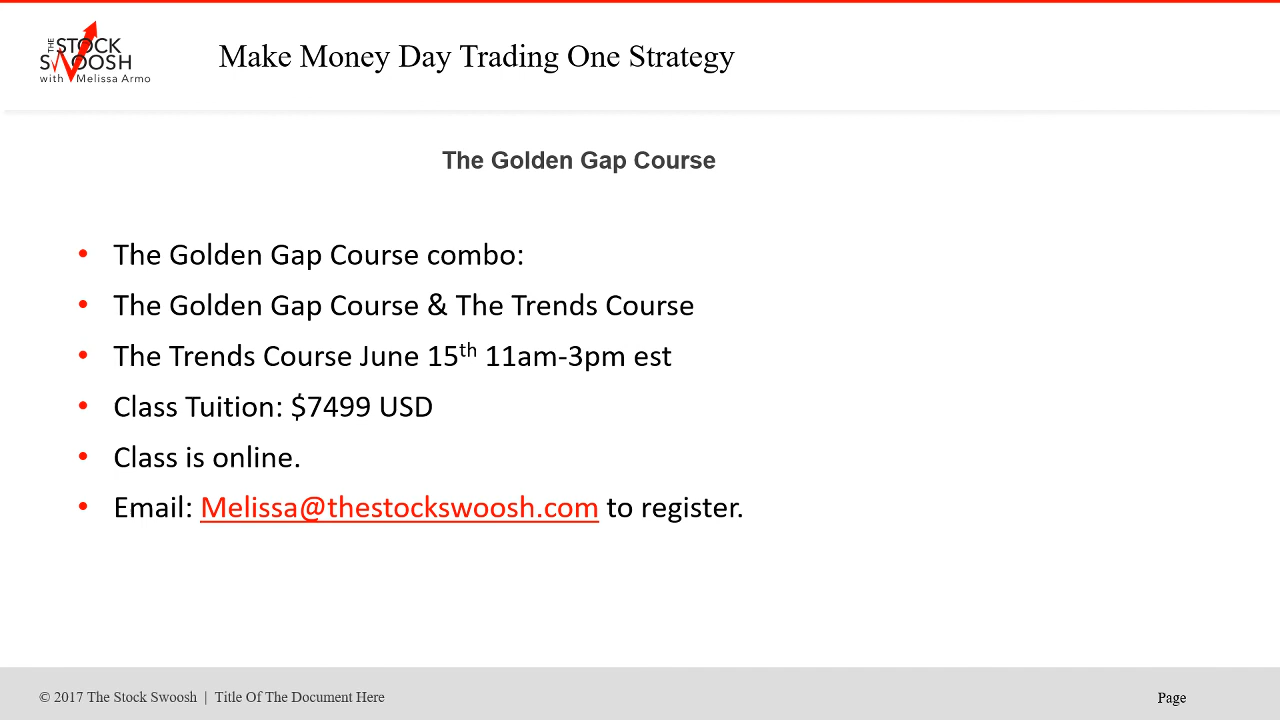 THE STOCK
SWOOSH
with Melissa Armo
Make Money Day Trading One Strategy
The Golden Gap Course
• The Golden Gap Course combo:
• The Golden Gap Course & The Trends Course
• The Trends Course June 15th 11am-3pm est
• Class Tuition: $7499 USD
• Class is online.
• Email: Melissa@thestockswoosh.com to register.
© 2017 The Stock Swoosh | Title Of The Document Here
Page